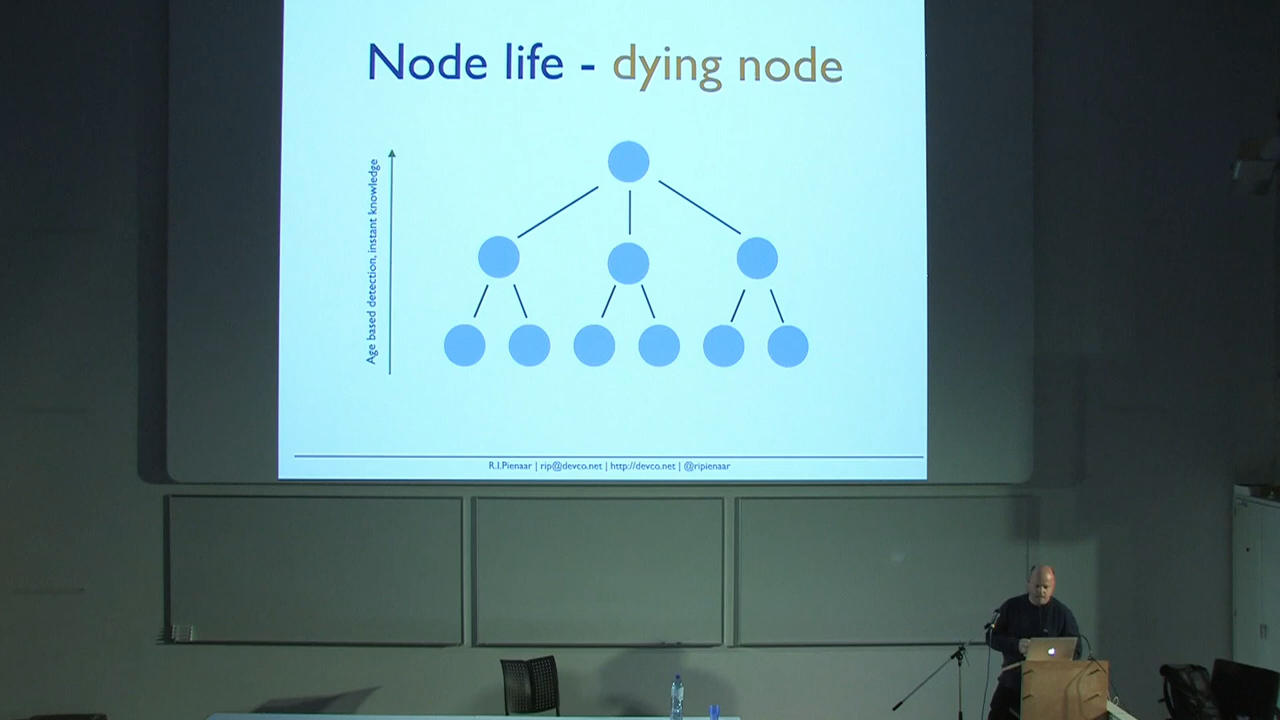 Node life - dying node
Age based detection, instant knowledge
R.I.Pienaar | rip@devco.net | http://devco.net | @ripienaar